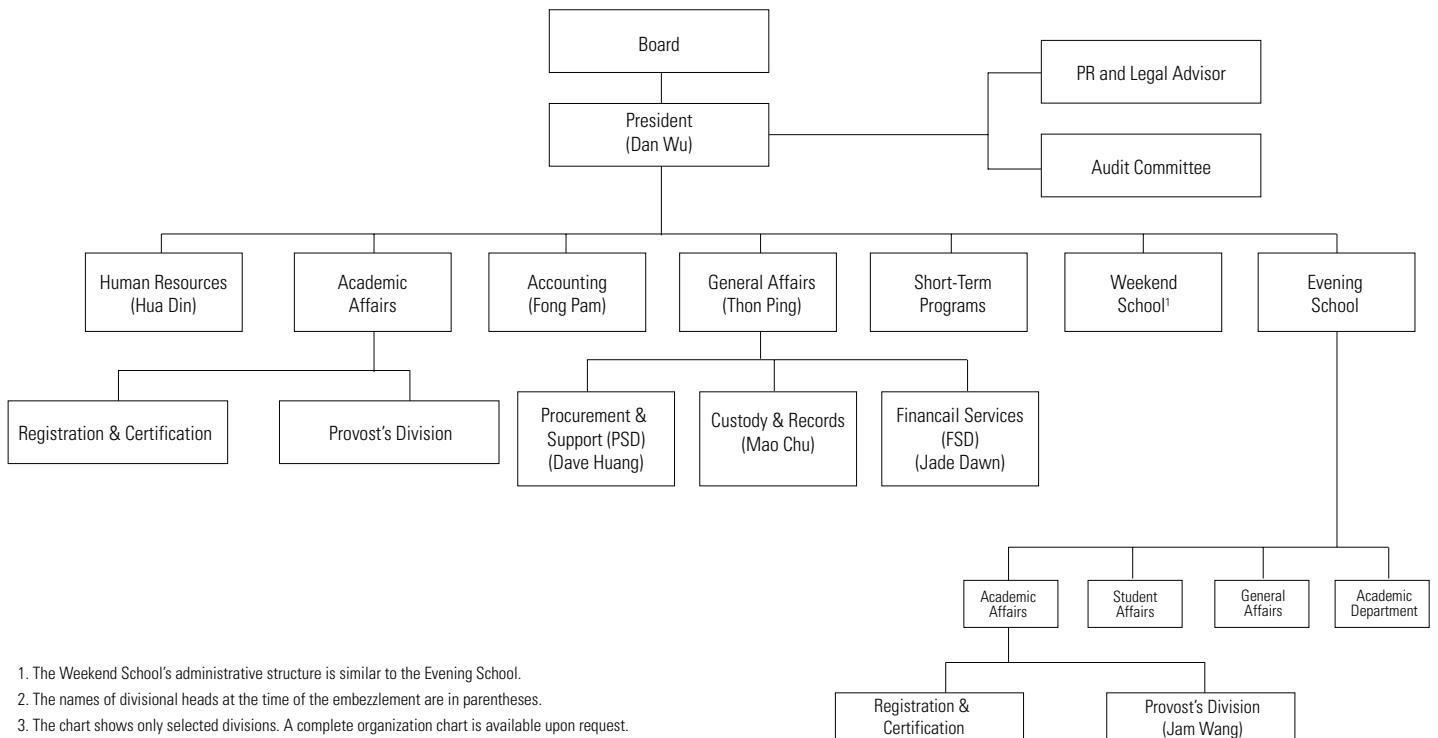 Board
PR and Legal Advisor
President
(Dan Wu)
Audit Committee
Human Resources
(Hua Din)
Academic
Affairs
Accounting
(Fong Pam)
General Affairs
(Thon Ping)
Short-Term
Programs
Weekend
School¹
Evening
School
Registration & Certification
Provost's Division
Procurement &
Support (PSD)
(Dave Huang)
Custody & Records
(Mao Chu)
Financail Services
(FSD)
(Jade Dawn)
Academic
Affairs
Student
Affairs
General
Affairs
Academic
Department
Registration &
Certification
Provost's Division
(Jam Wang)
1. The Weekend School's administrative structure is similar to the Evening School.
2. The names of divisional heads at the time of the embezzlement are in parentheses.
3. The chart shows only selected divisions. A complete organization chart is available upon request.